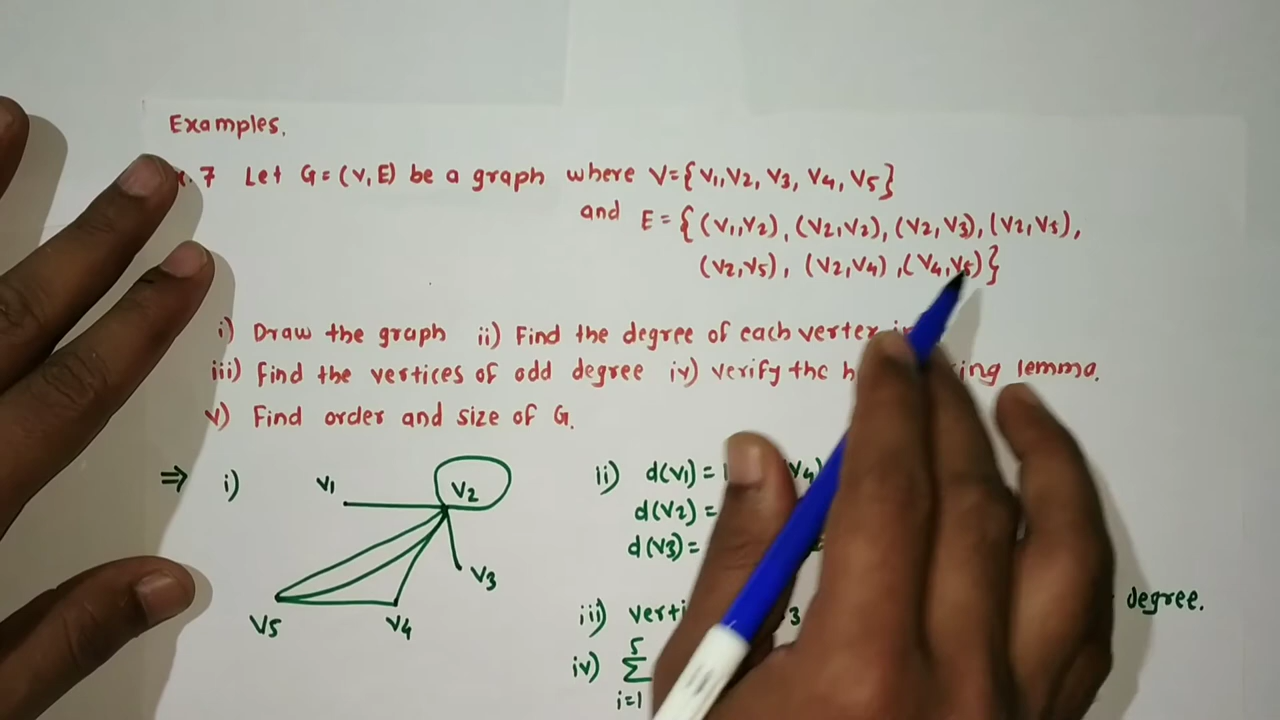 Examples.
7 Let G=(V,E) be a graph where V={V1,V2, V3, V4, V5}
and E={(V1,V2), (V2,V2), (V2,V3), (V2,V5),
(V2,V5), (V2,V4), (V4,V5)}
i) Draw the graph ii) Find the degree of each vertex
iii) Find the vertices of odd degree iv) verify the lemma.
v) Find order and size of G.
⇒ i)
V1
V2
V3
V4
V5
ii) d(V1)=
d(V2)=
d(V3)=
iii) 3 degree.
iv) 5 Σ i=1